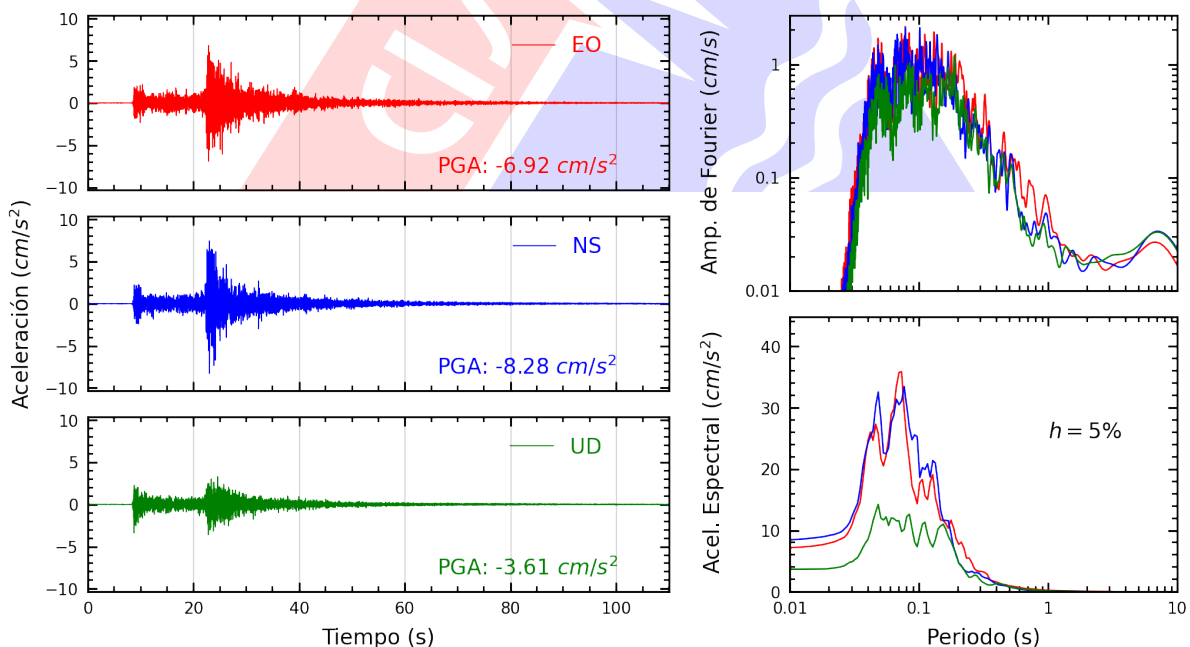 Aceleración (cm/s²)
10
5
0
−5
−10
EO
PGA: -6.92 cm/s²
10
5
0
−5
−10
NS
PGA: -8.28 cm/s²
10
5
0
−5
−10
UD
PGA: -3.61 cm/s²
0 20 40 60 80 100
Tiempo (s)
Amp. de Fourier (cm/s)
1
0.1
0.01
Acel. Espectral (cm/s²)
40
30
20
10
0
h = 5%
0.01 0.1 1 10
Periodo (s)